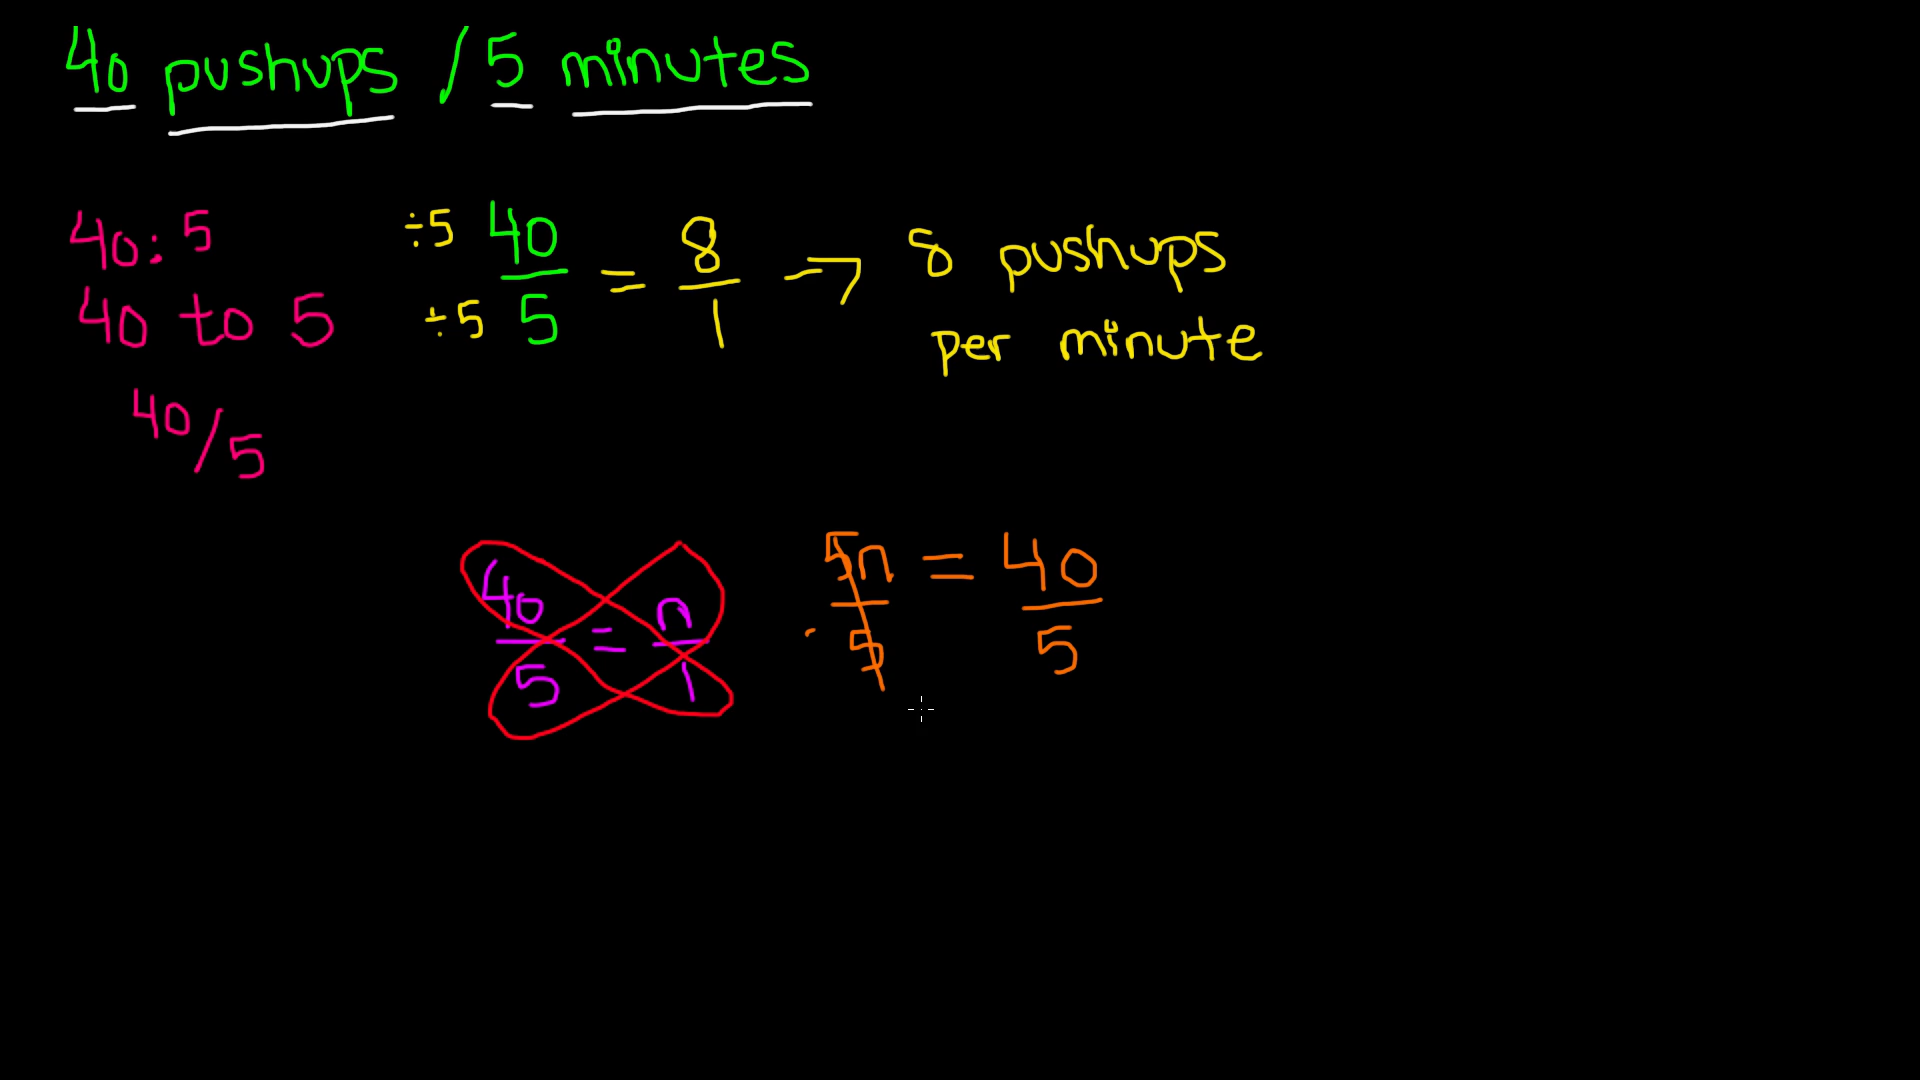 40 pushups / 5 minutes
40:5
40 to 5
40/5
÷5 40/5 ÷5 = 8/1 → 8 pushups
per minute
40/5 = n/1
5n/5 = 40/5